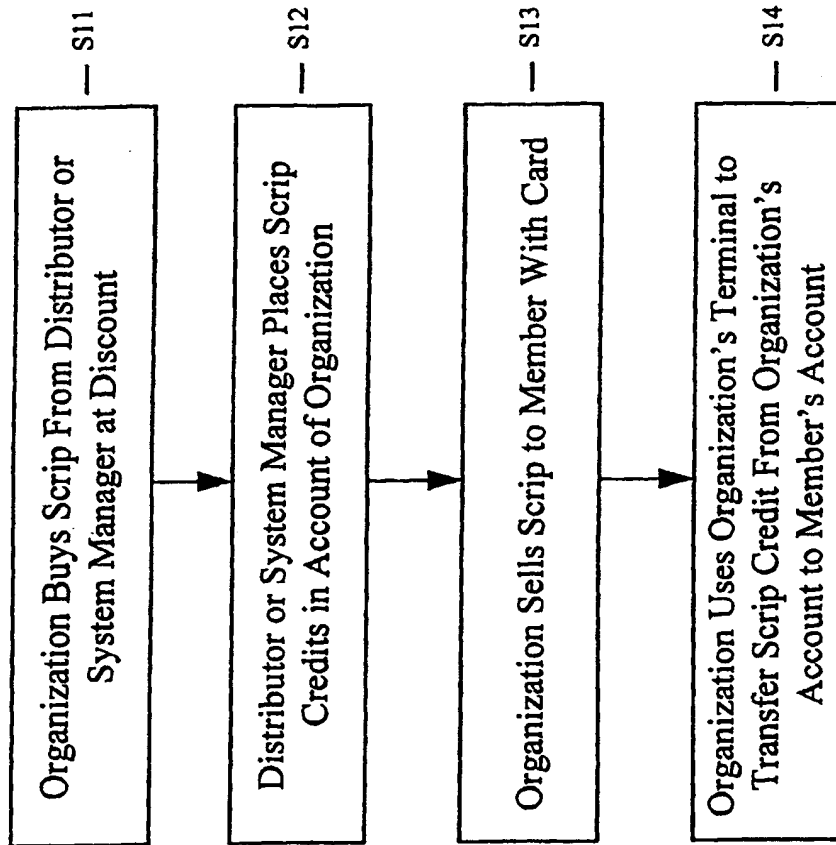 Organization Buys Scrip From Distributor or
System Manager at Discount
— S11
Distributor or System Manager Places Scrip
Credits in Account of Organization
— S12
Organization Sells Scrip to Member With Card
— S13
Organization Uses Organization's Terminal to
Transfer Scrip Credit From Organization's
Account to Member's Account
— S14